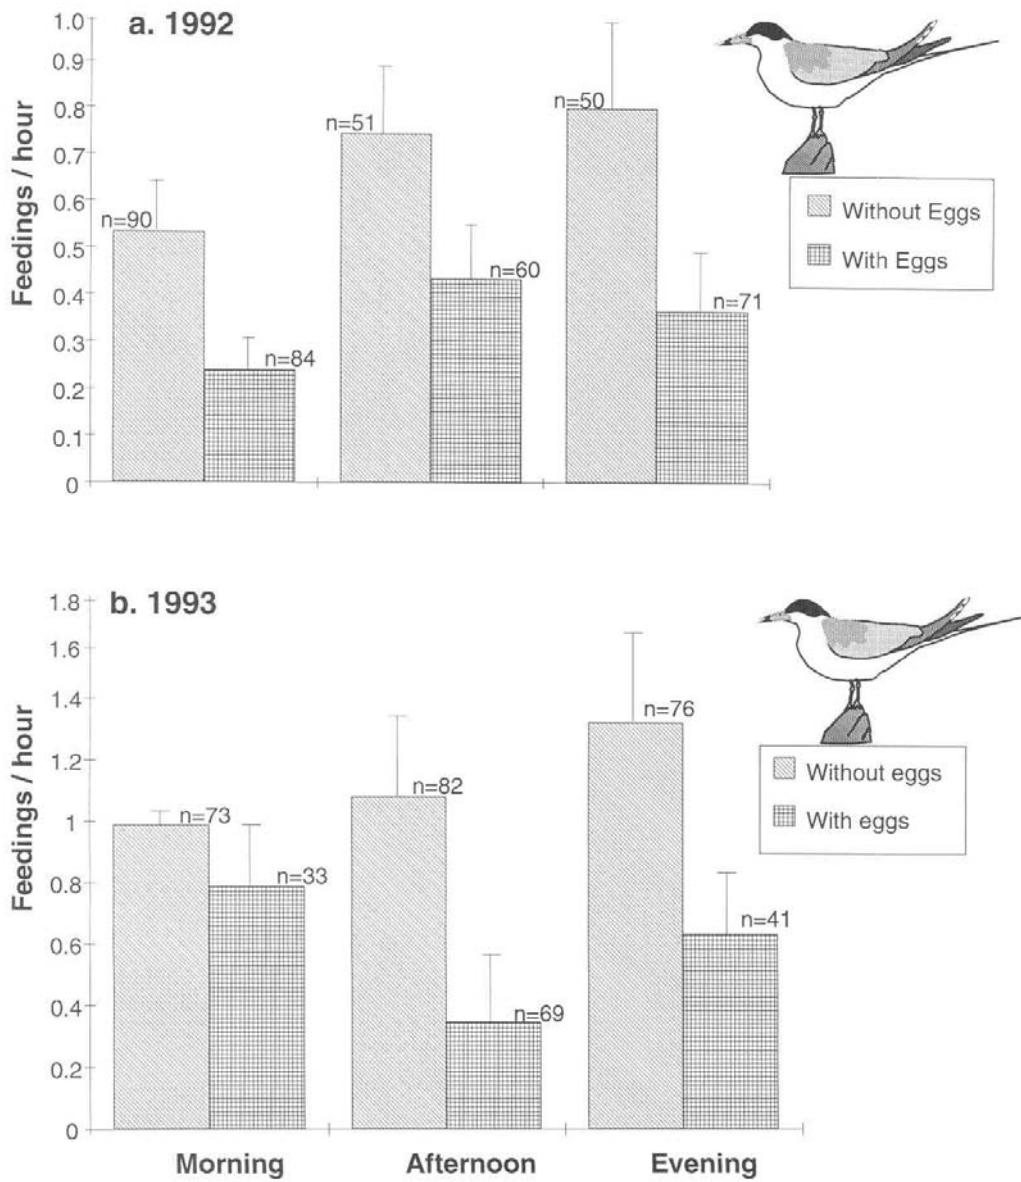 a. 1992
Feedings / hour
1.0
0.9
0.8
0.7
0.6
0.5
0.4
0.3
0.2
0.1
0
n=90
n=84
n=51
n=60
n=50
n=71
Without Eggs
With Eggs
b. 1993
Feedings / hour
1.8
1.6
1.4
1.2
1
0.8
0.6
0.4
0.2
0
n=73
n=33
n=82
n=69
n=76
n=41
Without eggs
With eggs
Morning Afternoon Evening